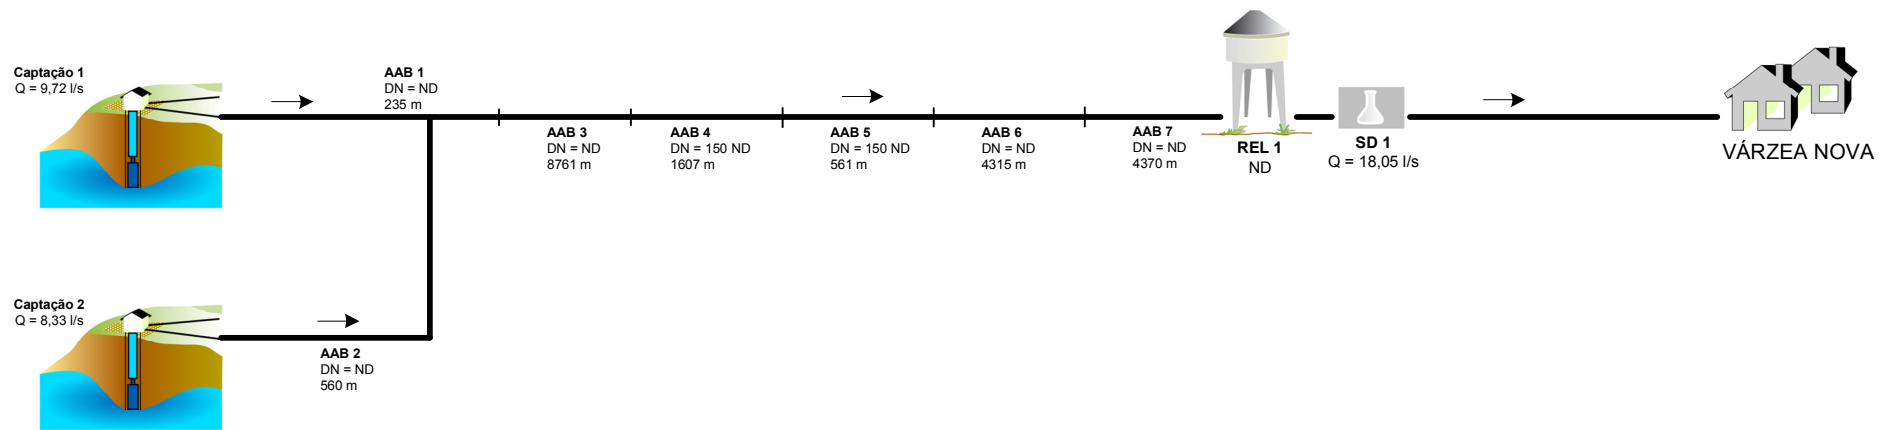 Captação 1
Q = 9,72 l/s
AAB 1
DN = ND
235 m
AAB 3
DN = ND
8761 m
AAB 4
DN = 150 ND
1607 m
AAB 5
DN = 150 ND
561 m
AAB 6
DN = ND
4315 m
AAB 7
DN = ND
4370 m
REL 1
ND
SD 1
Q = 18,05 l/s
VÁRZEA NOVA
Captação 2
Q = 8,33 l/s
AAB 2
DN = ND
560 m